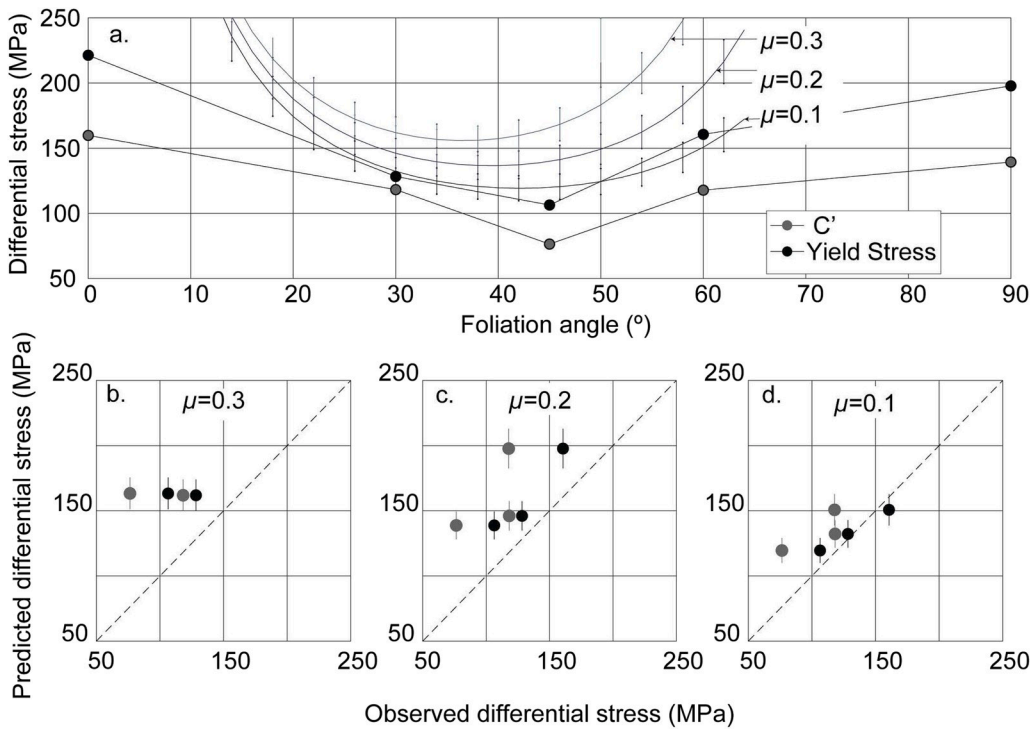 250
200
150
100
50
Differential stress (MPa)
a.
μ=0.3
μ=0.2
μ=0.1
C’
Yield Stress
0 10 20 30 40 50 60 70 80 90
Foliation angle (º)
Predicted differential stress (MPa)
b.
μ=0.3
250
150
50
50 150 250
c.
μ=0.2
250
150
50
50 150 250
d.
μ=0.1
250
150
50
50 150 250
Observed differential stress (MPa)